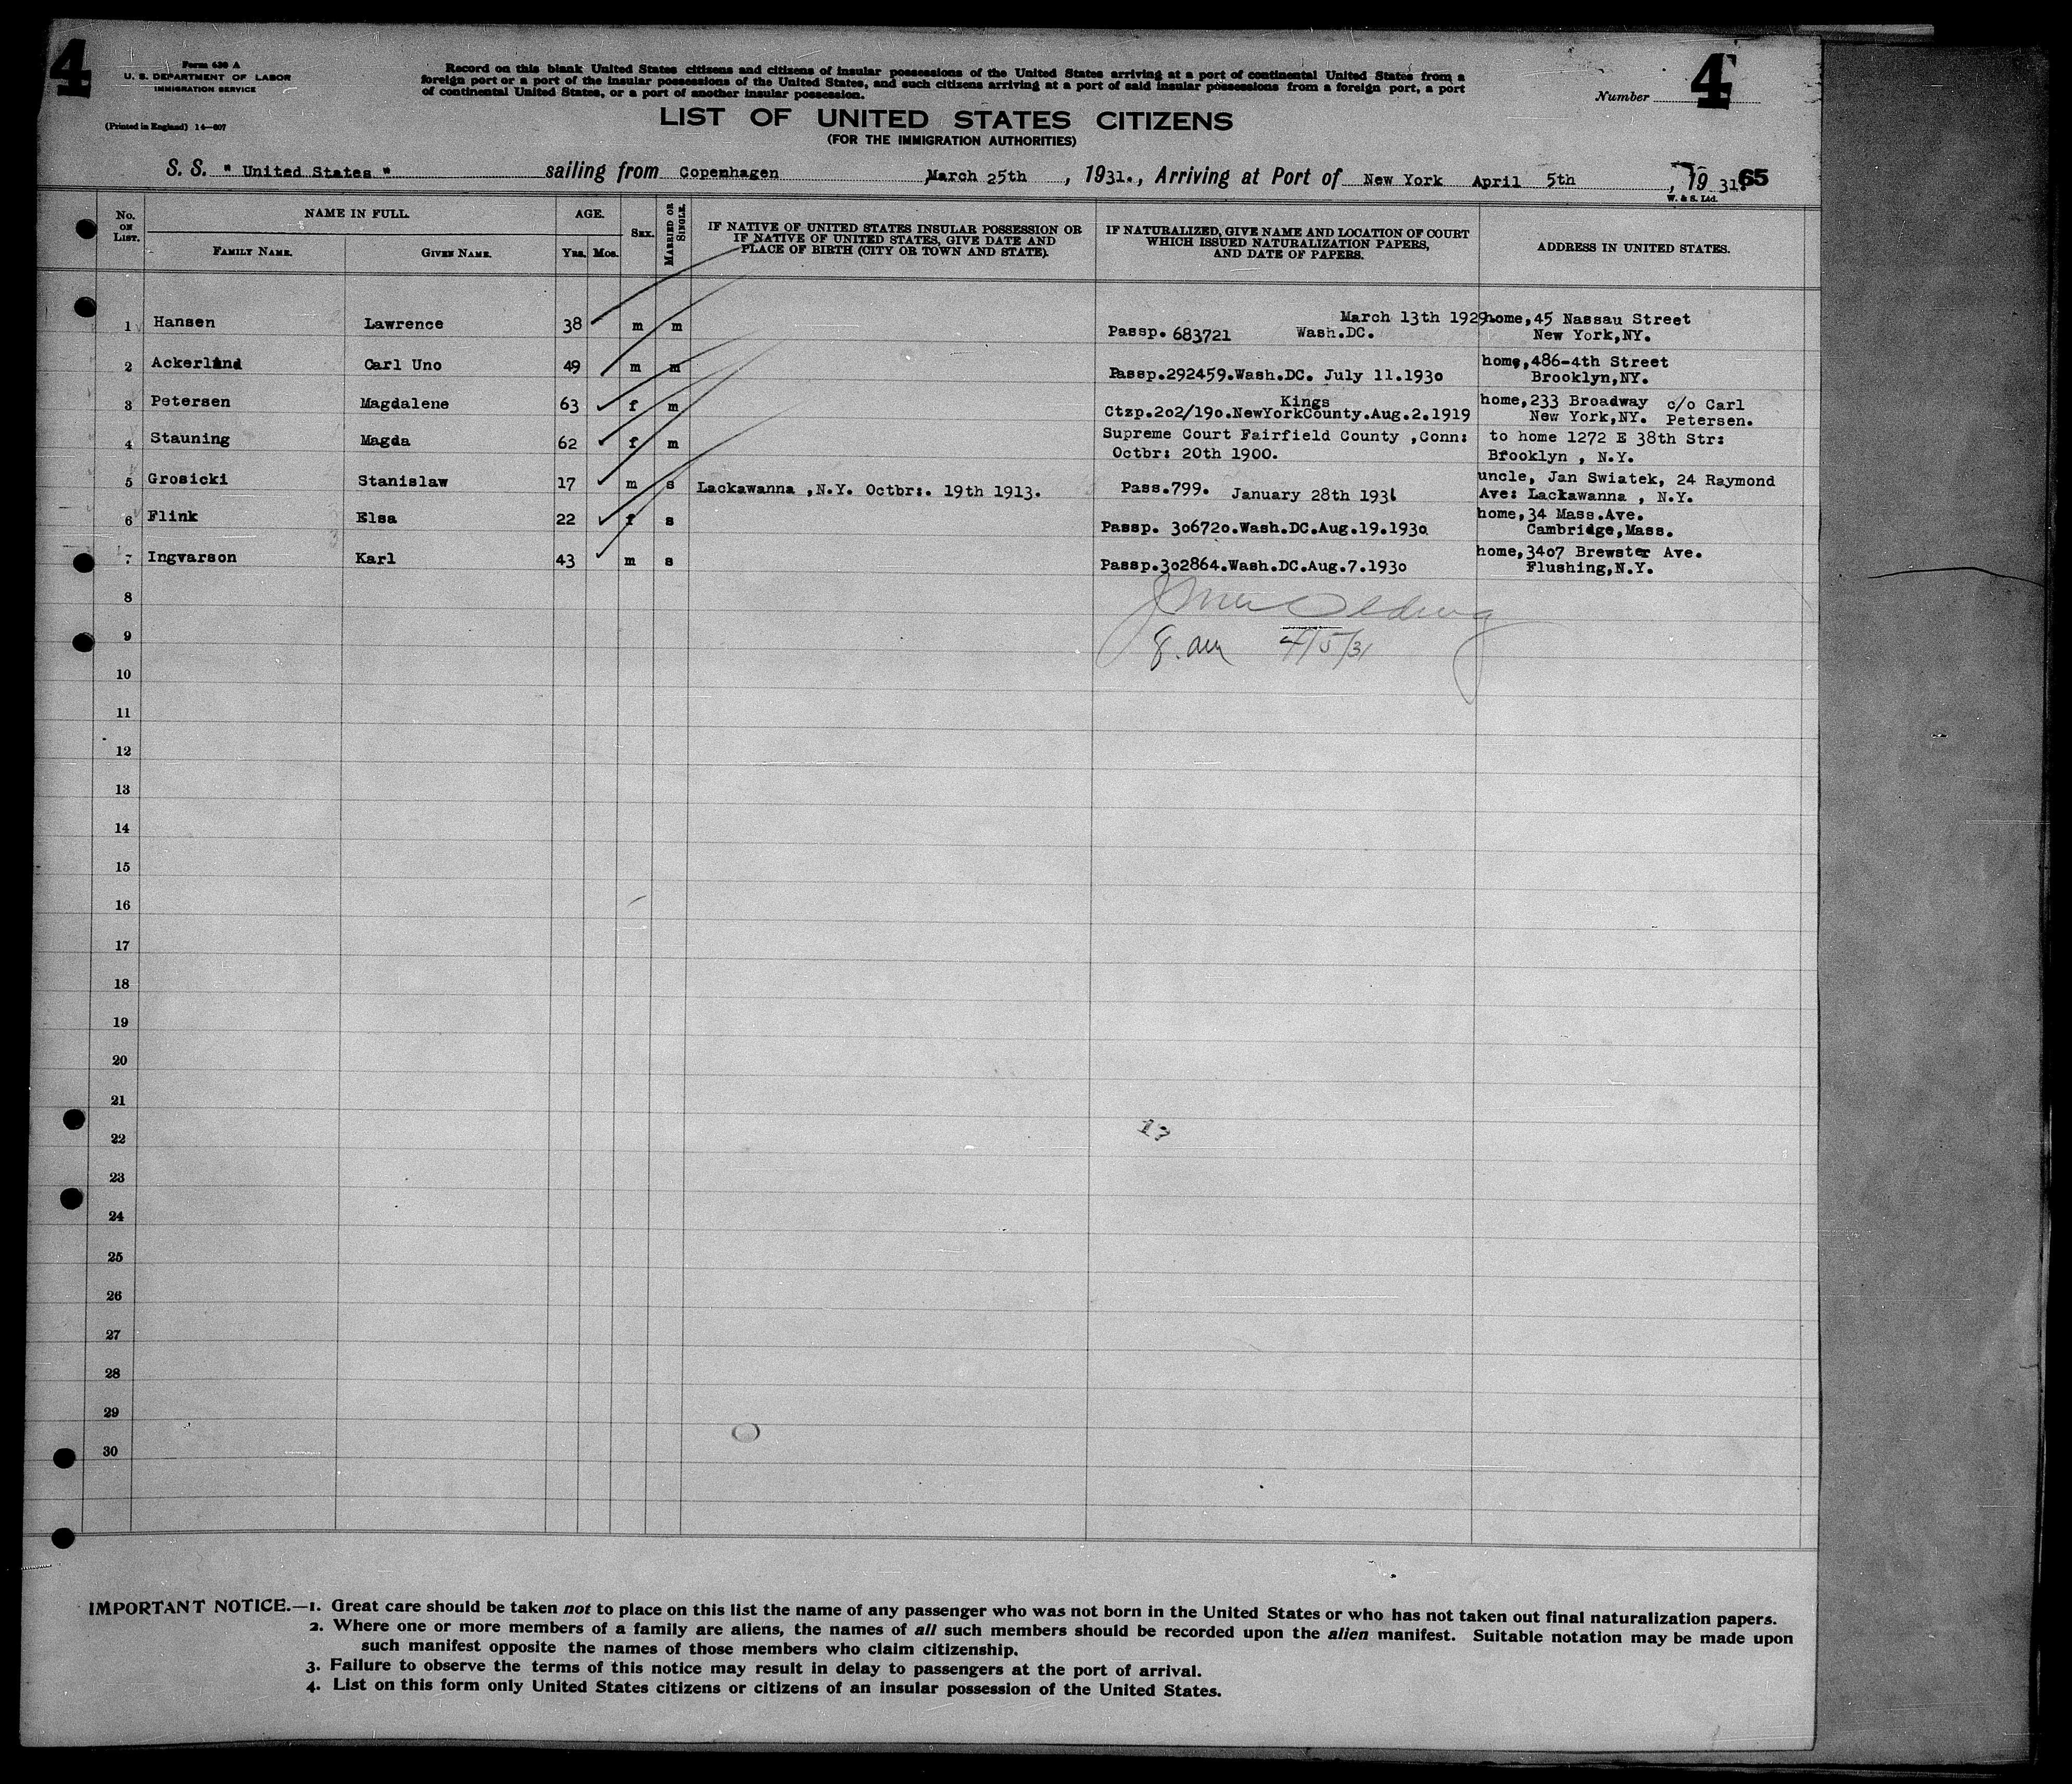 4
Form 630 A
U. S. DEPARTMENT OF LABOR
IMMIGRATION SERVICE
(Printed in England) 14—607
Record on this blank United States citizens and citizens of insular possessions of the United States arriving at a port of continental United States from a
foreign port or a port of the insular possessions of the United States, and such citizens arriving at a port of said insular possessions from a foreign port, a port
of continental United States, or a port of another insular possession.
Number 4
LIST OF UNITED STATES CITIZENS
(FOR THE IMMIGRATION AUTHORITIES)
S. S. " United States " sailing from Copenhagen March 25th , 1931., Arriving at Port of New York April 5th , 1931. 65
W. & S. Ltd.
No. ON LIST. NAME IN FULL. AGE. SEX. MARRIED OR SINGLE. IF NATIVE OF UNITED STATES INSULAR POSSESSION OR IF NATIVE OF UNITED STATES, GIVE DATE AND PLACE OF BIRTH (CITY OR TOWN AND STATE). IF NATURALIZED, GIVE NAME AND LOCATION OF COURT WHICH ISSUED NATURALIZATION PAPERS, AND DATE OF PAPERS. ADDRESS IN UNITED STATES.
FAMILY NAME. GIVEN NAME. YRS. MOS.
1 Hansen Lawrence 38 m m Passp. 683721 March 13th 1929 Wash.DC. home,45 Nassau Street
New York,NY.
2 Ackerlind Carl Uno 49 m m Passp.292459.Wash.DC. July 11.1930 home,486-4th Street
Brooklyn,NY.
3 Petersen Magdalene 63 f m Kings
Ctzp.202/190.NewYorkCounty.Aug.2.1919 home,233 Broadway c/o Carl
New York,NY. Petersen.
4 Stauning Magda 62 f m Supreme Court Fairfield County ,Conn: to home 1272 E 38th Str:
Octbr: 20th 1900. Brooklyn , N.Y.
5 Grosicki Stanislaw 17 m s Lackawanna ,N.Y. Octbr:. 19th 1913. Pass.799. January 28th 1931 uncle, Jan Swiatek, 24 Raymond
Ave: Lackawanna , N.Y.
6 Flink Elsa 22 f s Passp. 306720.Wash.DC.Aug.19.1930 home,34 Mass.Ave.
Cambridge,Mass.
7 Ingvarson Karl 43 m s Passp.302864.Wash.DC.Aug.7.1930 home,3407 Brewster Ave.
Flushing,N.Y.
8
9 4/5/31
10
11
12
13
14
15
16
17
18
19
20
21
22 17
23
24
25
26
27
28
29
30
IMPORTANT NOTICE.—1. Great care should be taken not to place on this list the name of any passenger who was not born in the United States or who has not taken out final naturalization papers.
2. Where one or more members of a family are aliens, the names of all such members should be recorded upon the alien manifest. Suitable notation may be made upon
such manifest opposite the names of those members who claim citizenship.
3. Failure to observe the terms of this notice may result in delay to passengers at the port of arrival.
4. List on this form only United States citizens or citizens of an insular possession of the United States.